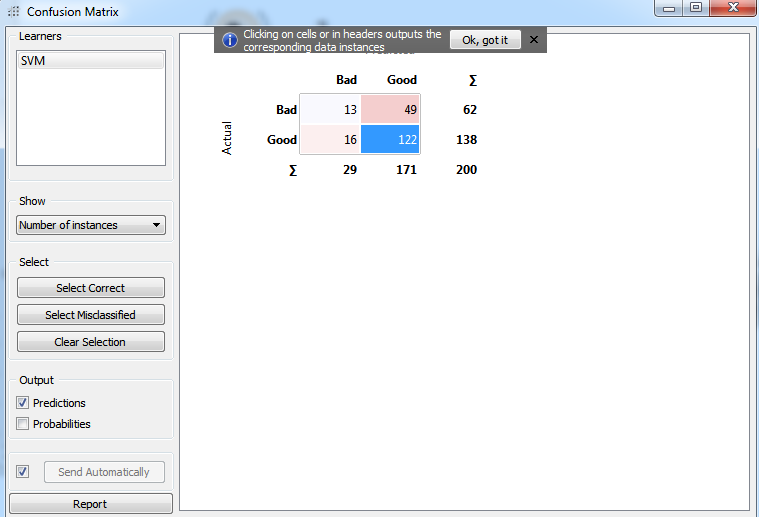 Confusion Matrix
Learners
SVM
Show
Number of instances
Select
Select Correct
Select Misclassified
Clear Selection
Output
Predictions
Probabilities
Send Automatically
Report
Clicking on cells or in headers outputs the
corresponding data instances
Ok, got it
Bad Good ∑
Actual
Bad 13 49 62
Good 16 122 138
∑ 29 171 200